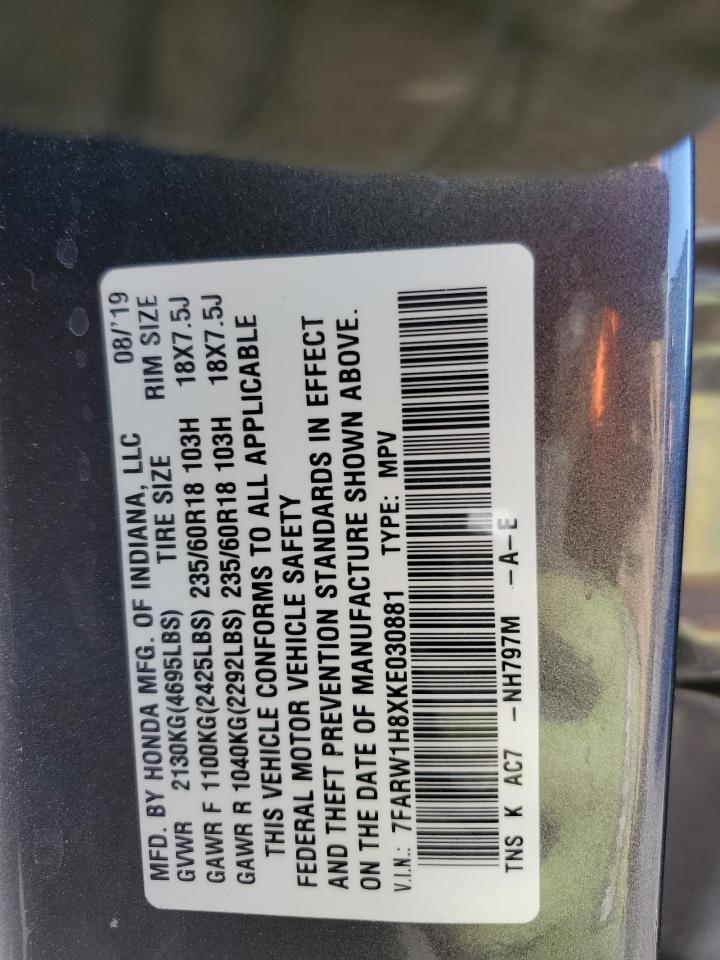 MFD. BY HONDA MFG. OF INDIANA, LLC 08/'19
GVWR 2130KG(4695LBS) TIRE SIZE RIM SIZE
GAWR F 1100KG(2425LBS) 235/60R18 103H 18X7.5J
GAWR R 1040KG(2292LBS) 235/60R18 103H 18X7.5J
THIS VEHICLE CONFORMS TO ALL APPLICABLE
FEDERAL MOTOR VEHICLE SAFETY
AND THEFT PREVENTION STANDARDS IN EFFECT
ON THE DATE OF MANUFACTURE SHOWN ABOVE.
V.I.N.: 7FARW1H8XKE030881 TYPE: MPV
TNS K AC7 -NH797M -A-E